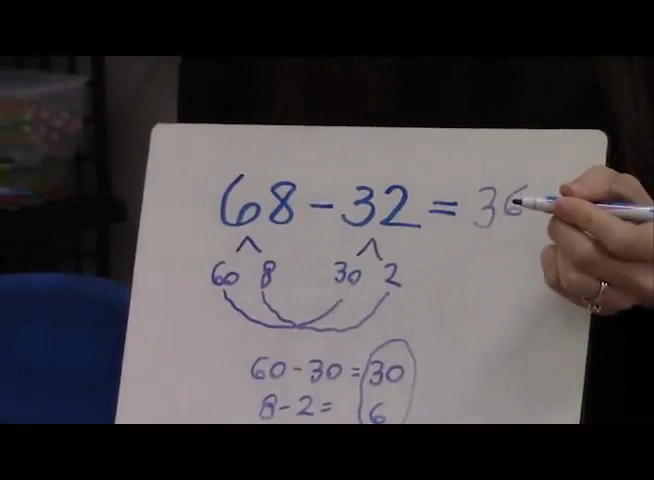 68 - 32 = 36
60 8 30 2
60 - 30 = 30
8 - 2 = 6